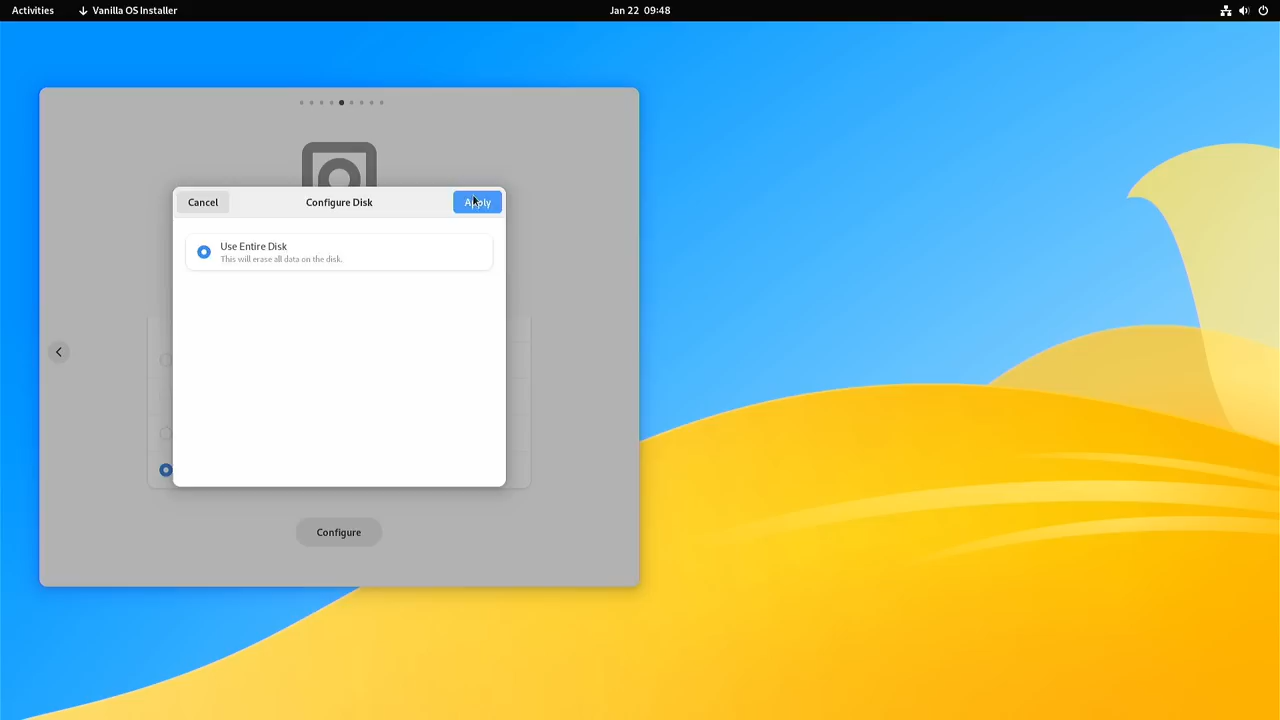 Activities
Vanilla OS Installer
Jan 22 09:48
Cancel
Configure Disk
Apply
Use Entire Disk
This will erase all data on the disk.
Configure